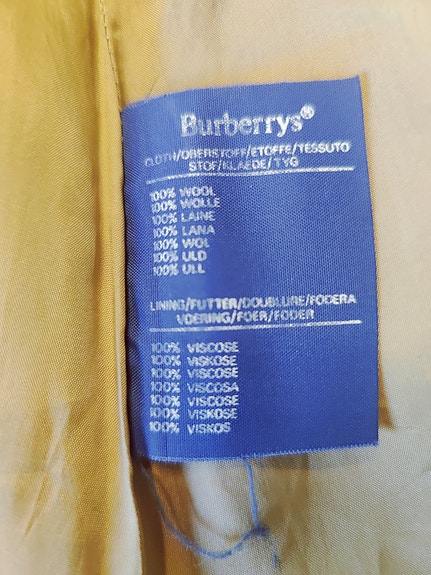 Burberrys®
CLOTH/OBERSTOFF/ETOFFE/TESSUTO
STOF/KLAEDE/TYG
100% WOOL
100% WOLLE
100% LAINE
100% LANA
100% WOL
100% ULD
100% ULL
LINING/FUTTER/DOUBLURE/FODERA
VOERING/FOER/FODER
100% VISCOSE
100% VISKOSE
100% VISCOSE
100% VISCOSA
100% VISCOSE
100% VISKOSE
100% VISKOS